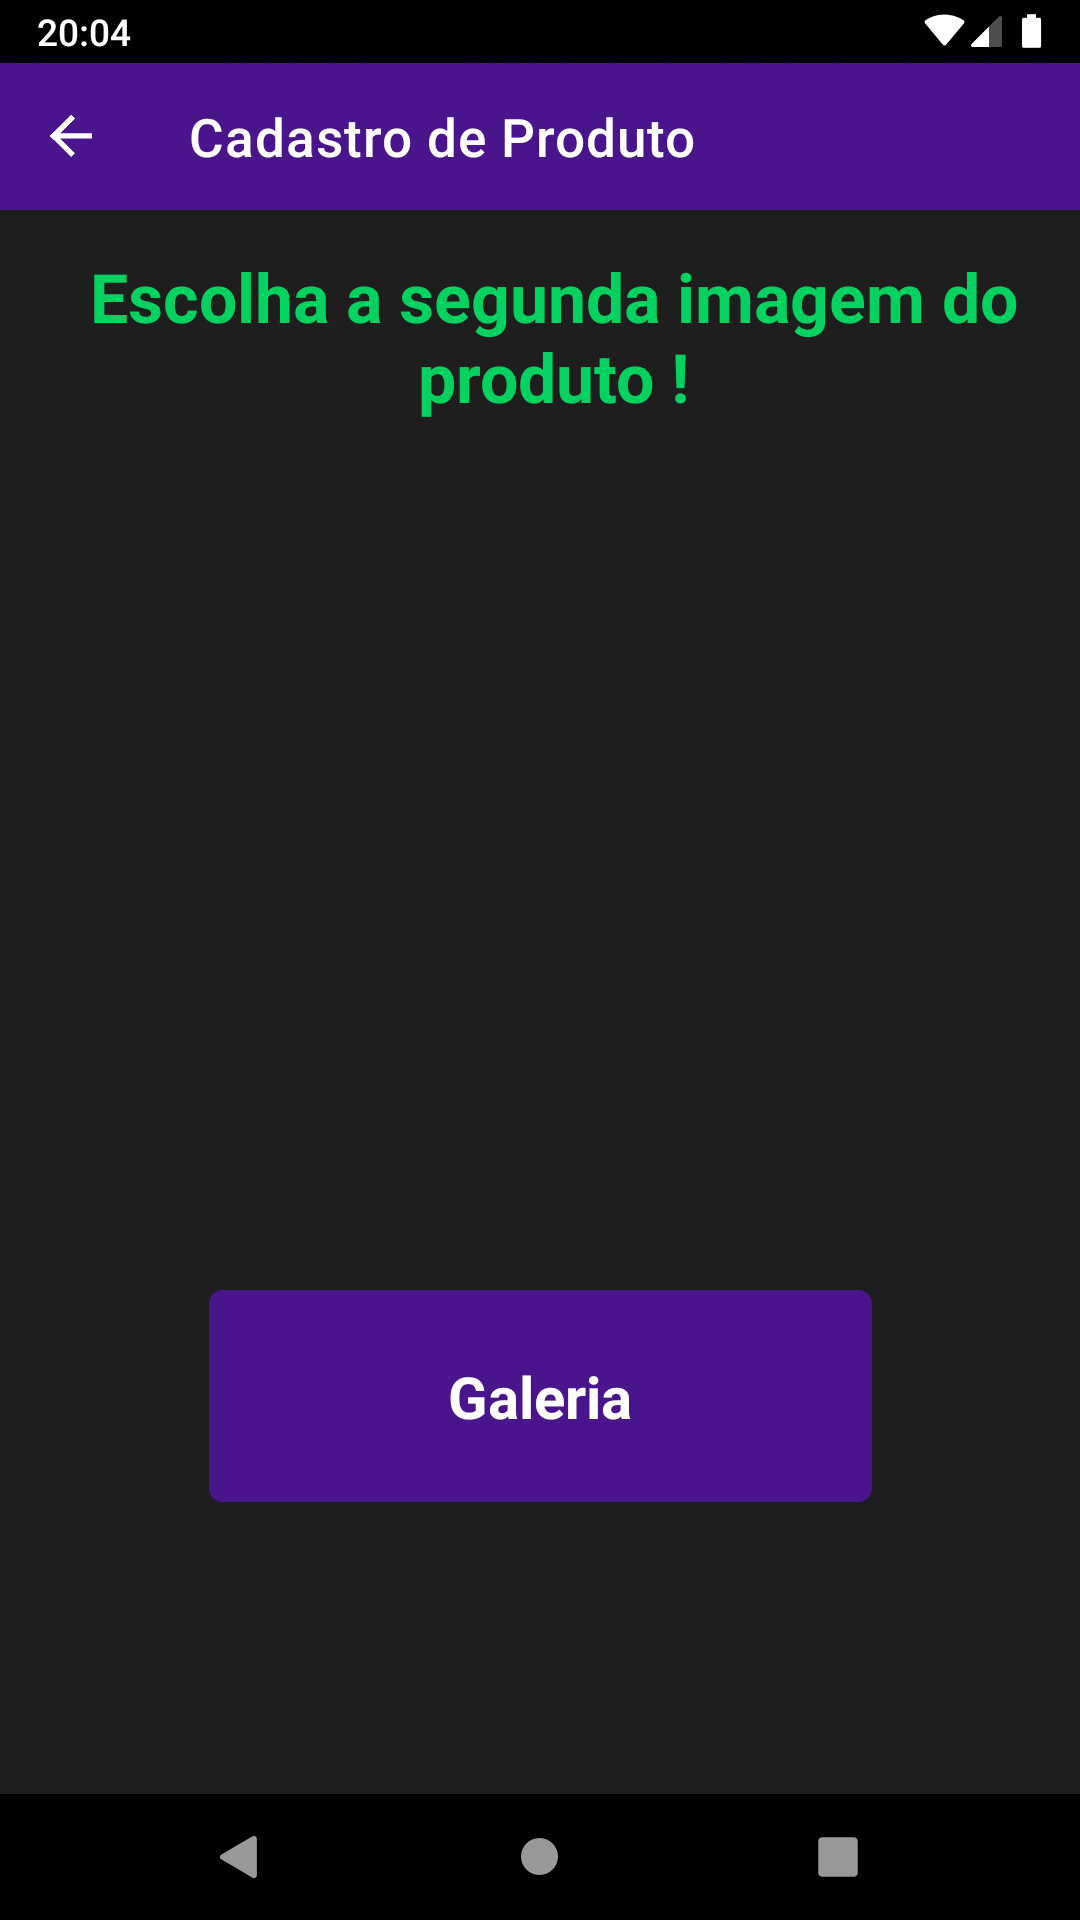 20:04
Cadastro de Produto
Escolha a segunda imagem do
produto !
Galeria